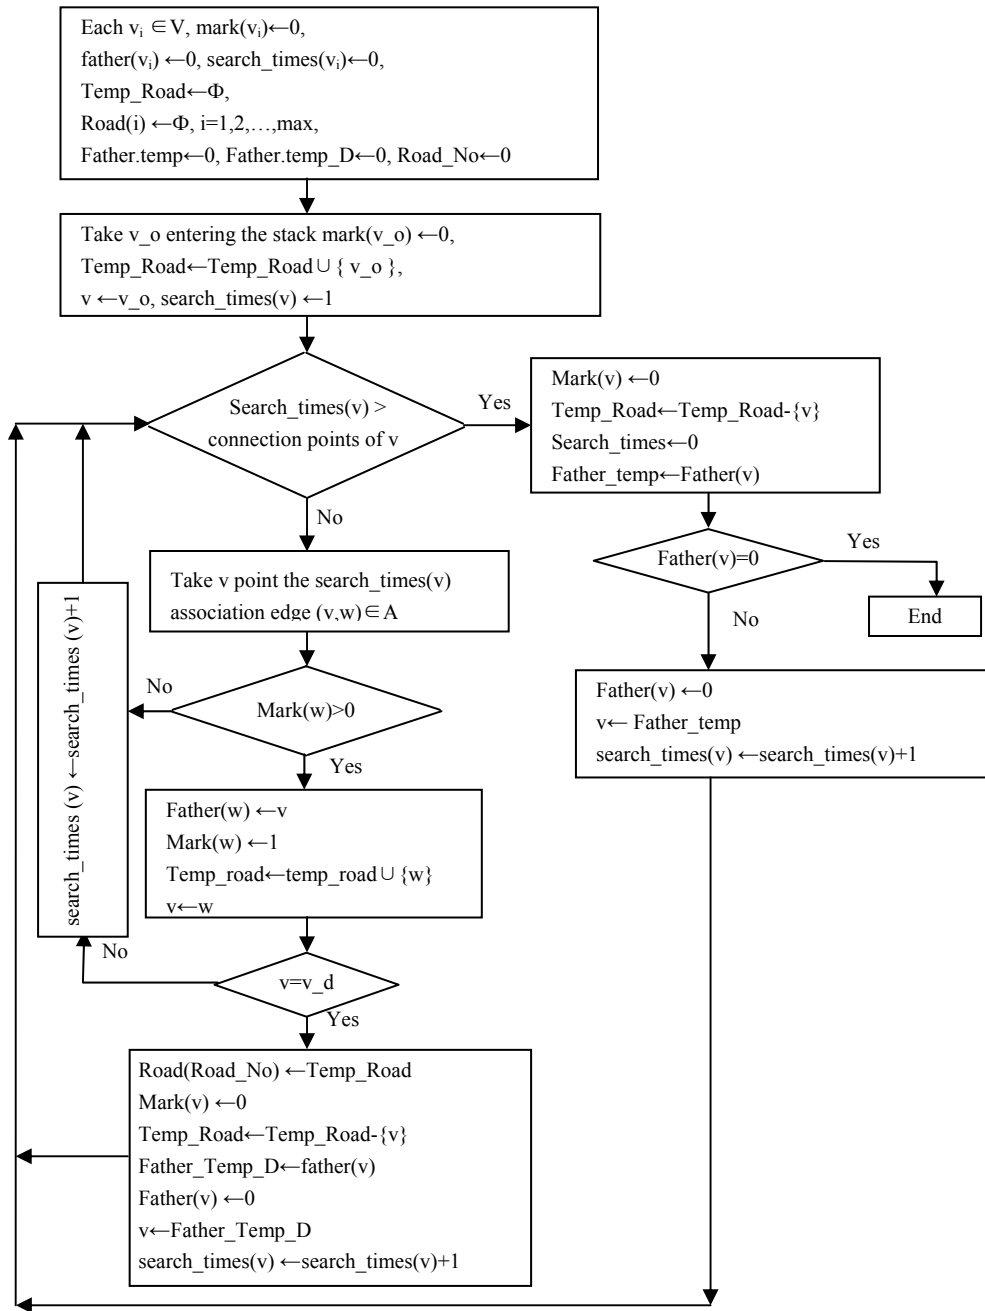 Each vᵢ ∈V, mark(vᵢ)←0,
father(vᵢ) ←0, search_times(vᵢ)←0,
Temp_Road←Φ,
Road(i) ←Φ, i=1,2,…,max,
Father.temp←0, Father.temp_D←0, Road_No←0
Take v_o entering the stack mark(v_o) ←0,
Temp_Road←Temp_Road∪{ v_o },
v ←v_o, search_times(v) ←1
Search_times(v) >
connection points of v
Yes
No
Mark(v) ←0
Temp_Road←Temp_Road-{v}
Search_times←0
Father_temp←Father(v)
Father(v)=0
Yes
No
End
Father(v) ←0
v← Father_temp
search_times(v) ←search_times(v)+1
Take v point the search_times(v)
association edge (v,w)∈A
Mark(w)>0
No
Yes
search_times (v) ←search_times (v)+1
Father(w) ←v
Mark(w) ←1
Temp_road←temp_road∪{w}
v←w
No
v=v_d
Yes
Road(Road_No) ←Temp_Road
Mark(v) ←0
Temp_Road←Temp_Road-{v}
Father_Temp_D←father(v)
Father(v) ←0
v←Father_Temp_D
search_times(v) ←search_times(v)+1